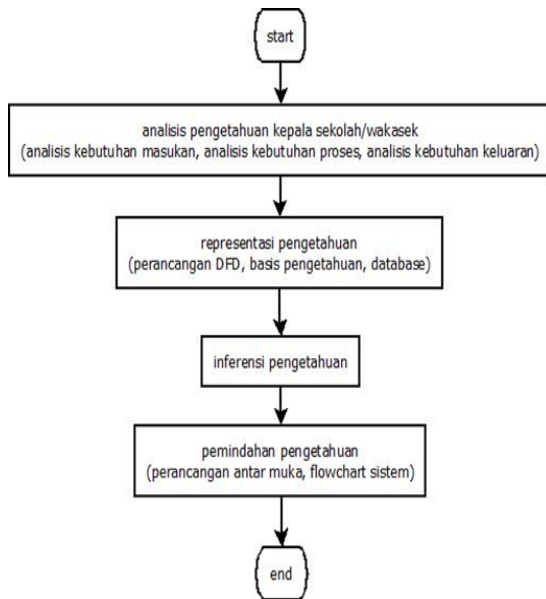 start
analisis pengetahuan kepala sekolah/wakasek
(analisis kebutuhan masukan, analisis kebutuhan proses, analisis kebutuhan keluaran)
representasi pengetahuan
(perancangan DFD, basis pengetahuan, database)
inferensi pengetahuan
pemindahan pengetahuan
(perancangan antar muka, flowchart sistem)
end